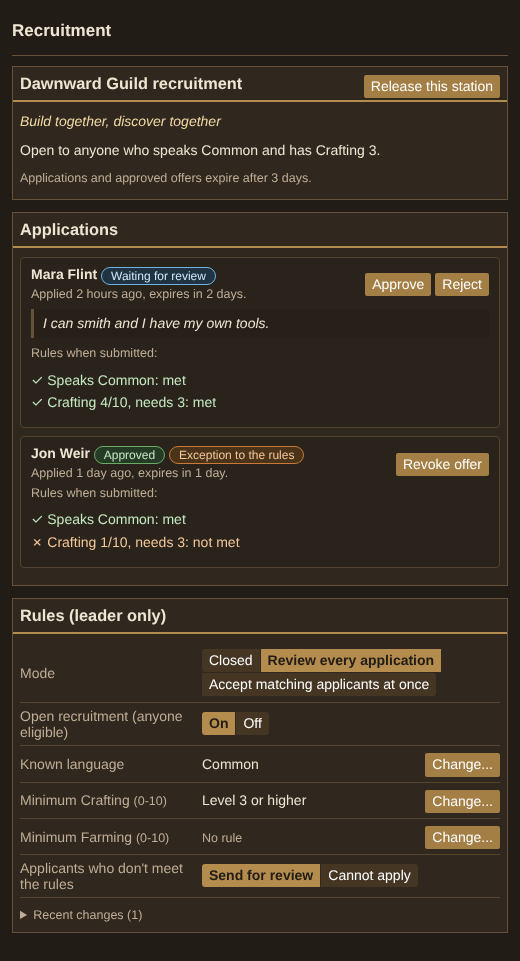 Recruitment
Dawnward Guild recruitment
Release this station
Build together, discover together
Open to anyone who speaks Common and has Crafting 3.
Applications and approved offers expire after 3 days.
Applications
Mara Flint Waiting for review
Applied 2 hours ago, expires in 2 days.
Approve Reject
I can smith and I have my own tools.
Rules when submitted:
✓ Speaks Common: met
✓ Crafting 4/10, needs 3: met
Jon Weir Approved Exception to the rules
Applied 1 day ago, expires in 1 day.
Revoke offer
Rules when submitted:
✓ Speaks Common: met
✕ Crafting 1/10, needs 3: not met
Rules (leader only)
Mode
Closed Review every application
Accept matching applicants at once
Open recruitment (anyone
eligible)
On Off
Known language Common Change...
Minimum Crafting (0-10) Level 3 or higher Change...
Minimum Farming (0-10) No rule Change...
Applicants who don't meet
the rules
Send for review Cannot apply
Recent changes (1)